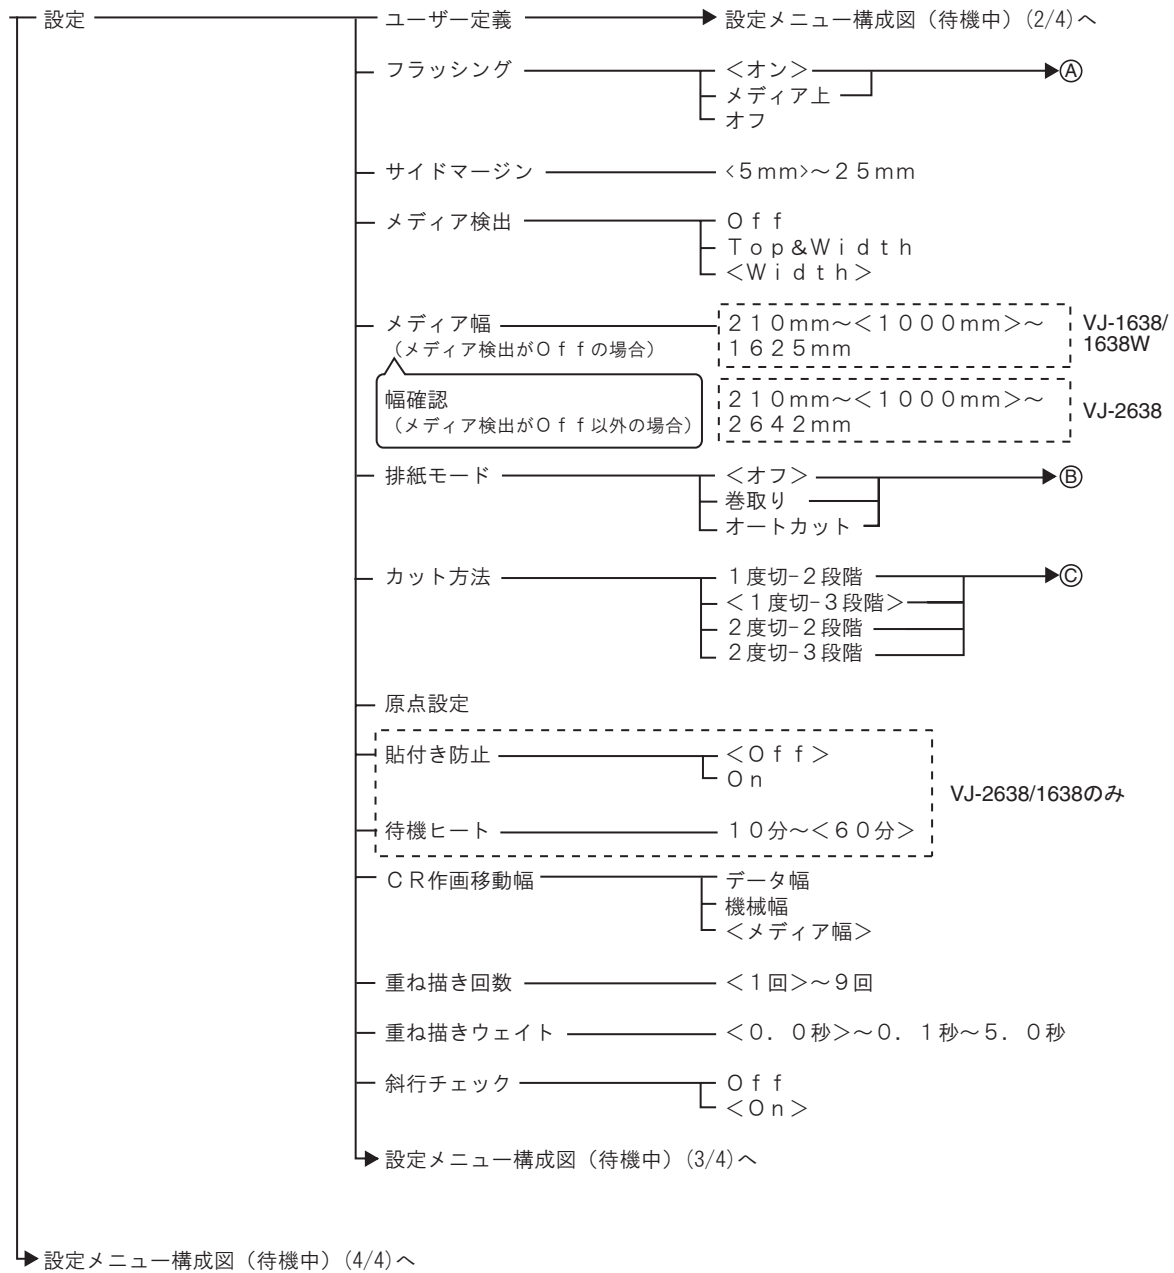 設定
ユーザー定義
設定メニュー構成図（待機中）(2/4)へ
フラッシング
＜オン＞
Ⓐ
メディア上
オフ
サイドマージン
<５mm>～２５mm
メディア検出
Ｏｆｆ
Ｔｏｐ＆Ｗｉｄｔｈ
＜Ｗｉｄｔｈ＞
メディア幅
（メディア検出がＯｆｆの場合）
２１０mm～＜１０００mm＞～
１６２５mm
VJ-1638/
1638W
幅確認
（メディア検出がＯｆｆ以外の場合）
２１０mm～＜１０００mm＞～
２６４２mm
VJ-2638
排紙モード
＜オフ＞
Ⓑ
巻取り
オートカット
カット方法
１度切-２段階
Ⓒ
＜１度切-３段階＞
２度切-２段階
２度切-３段階
原点設定
貼付き防止
＜Ｏｆｆ＞
Ｏｎ
VJ-2638/1638のみ
待機ヒート
１０分～＜６０分＞
ＣＲ作画移動幅
データ幅
機械幅
＜メディア幅＞
重ね描き回数
＜１回＞～９回
重ね描きウェイト
＜０．０秒＞～０．１秒～５．０秒
斜行チェック
Ｏｆｆ
＜Ｏｎ＞
設定メニュー構成図（待機中）(3/4)へ
設定メニュー構成図（待機中）(4/4)へ